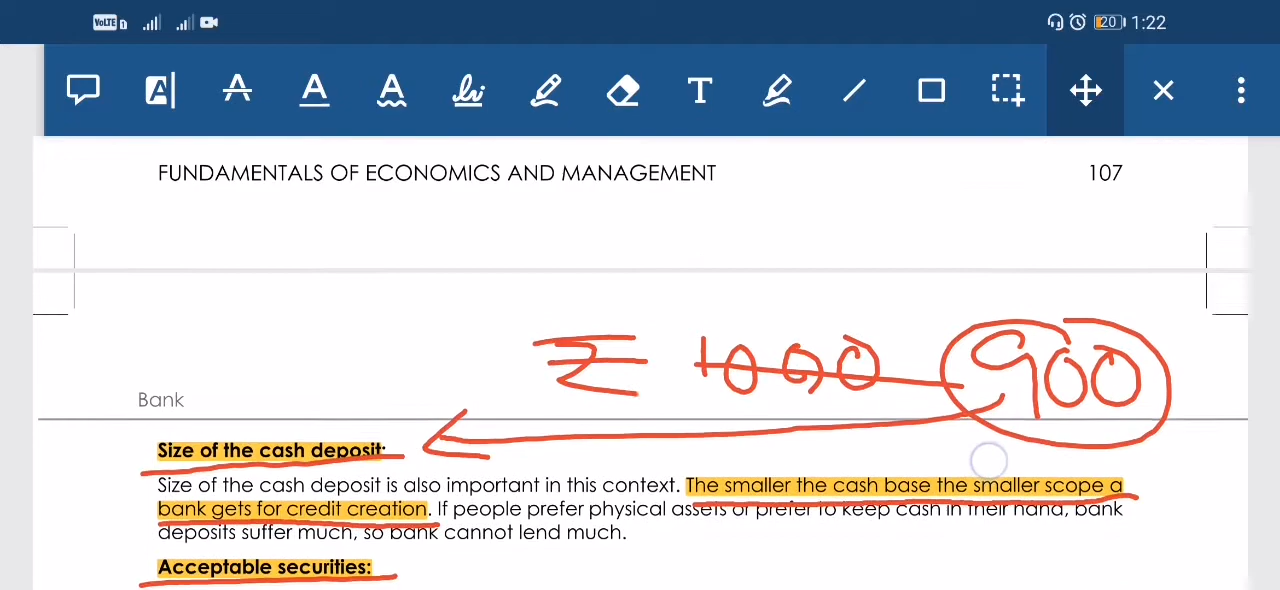 VoLTE 1 20 1:22
A A A A T
FUNDAMENTALS OF ECONOMICS AND MANAGEMENT 107
₹ 1000 900
Bank
Size of the cash deposit:
Size of the cash deposit is also important in this context. The smaller the cash base the smaller scope a
bank gets for credit creation. If people prefer physical assets or prefer to keep cash in their hand, bank
deposits suffer much, so bank cannot lend much.
Acceptable securities: